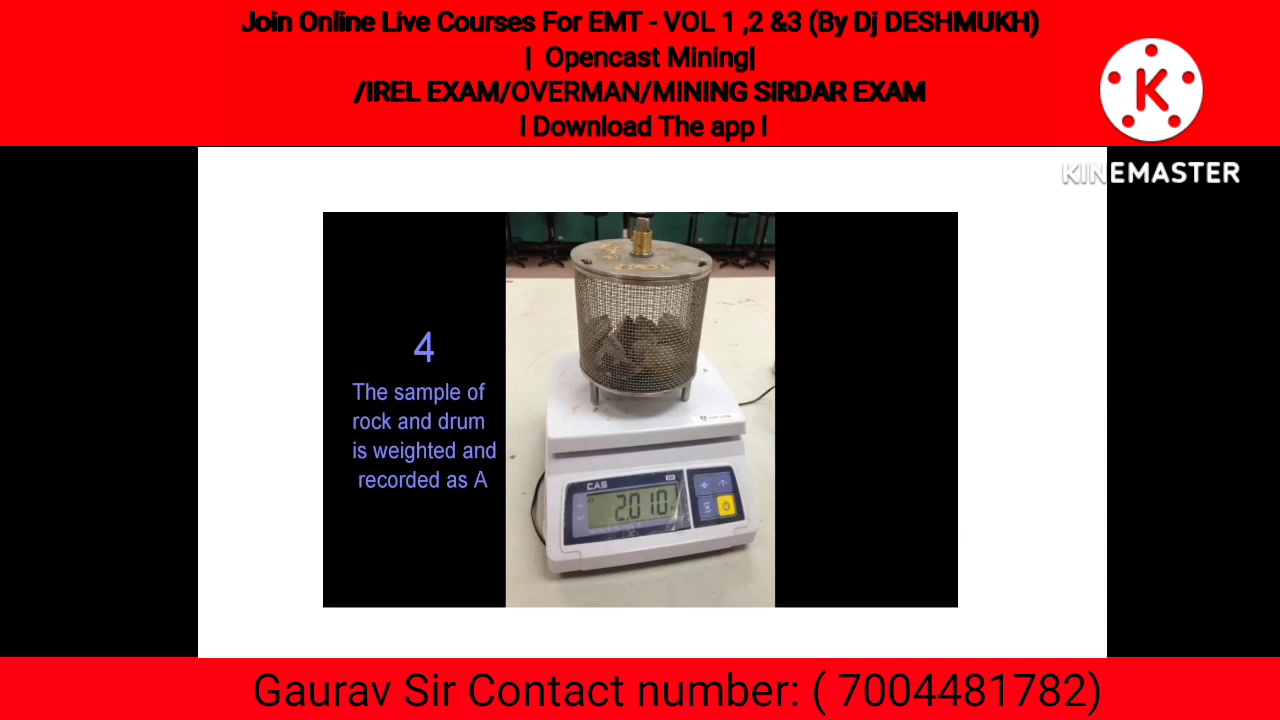 Join Online Live Courses For EMT - VOL 1 ,2 &3 (By Dj DESHMUKH)
| Opencast Mining|
/IREL EXAM/OVERMAN/MINING SIRDAR EXAM
l Download The app l
K
KINEMASTER
4
The sample of
rock and drum
is weighted and
recorded as A
CAS
2.010
Gaurav Sir Contact number: ( 7004481782)